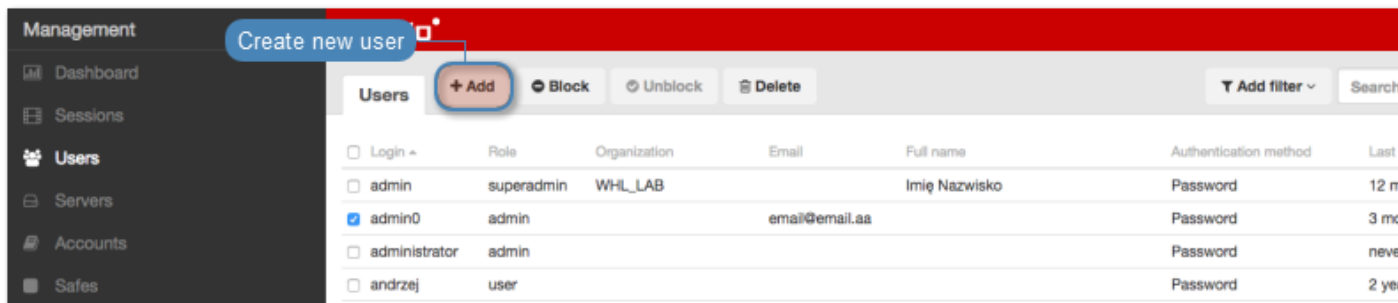 Management
Create new user
Dashboard
Sessions
Users
Servers
Accounts
Safes
Users + Add Block Unblock Delete Add filter Search
Login Role Organization Email Full name Authentication method Last
admin superadmin WHL_LAB Imię Nazwisko Password 12 m
admin0 admin email@email.aa Password 3 mo
administrator admin Password neve
andrzej user Password 2 ye